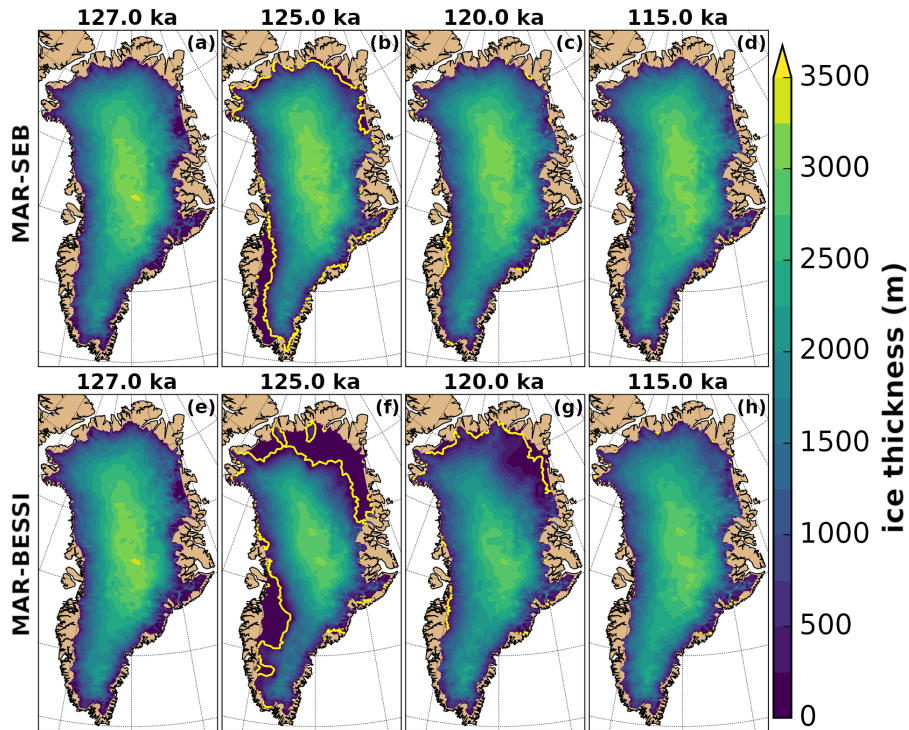 127.0 ka 125.0 ka 120.0 ka 115.0 ka
(a) (b) (c) (d)
MAR-SEB
127.0 ka 125.0 ka 120.0 ka 115.0 ka
(e) (f) (g) (h)
MAR-BESSI
3500
3000
2500
2000
1500
1000
500
0
ice thickness (m)